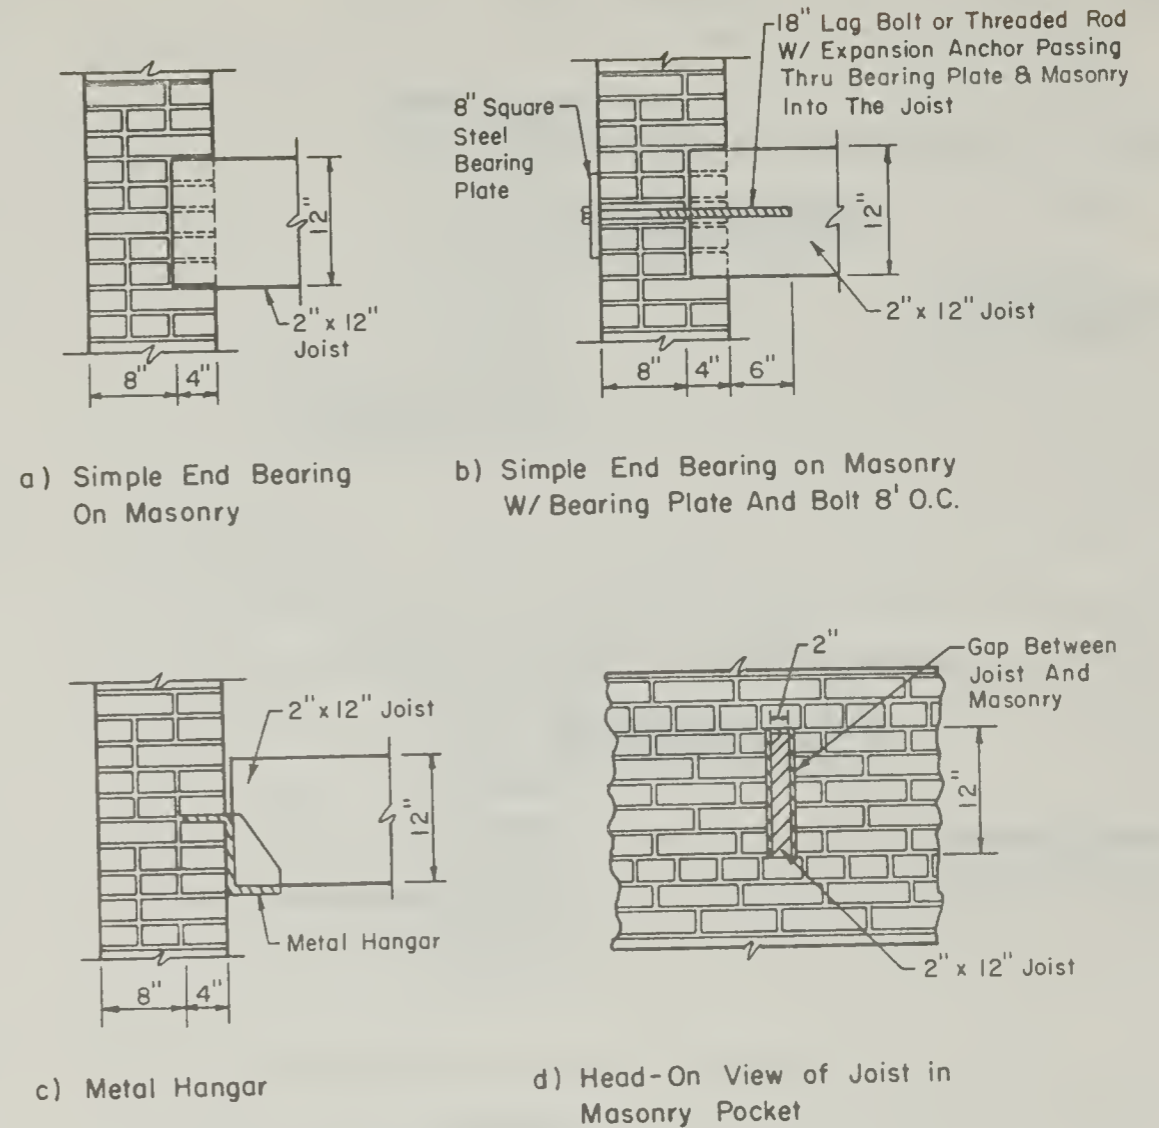 12"
2" x 12"
Joist
8"
4"
a) Simple End Bearing
On Masonry
18" Lag Bolt or Threaded Rod
W/ Expansion Anchor Passing
Thru Bearing Plate & Masonry
Into The Joist
8" Square
Steel
Bearing
Plate
12"
2" x 12" Joist
8"
4"
6"
b) Simple End Bearing on Masonry
W/ Bearing Plate And Bolt 8' O.C.
2" x 12" Joist
12"
Metal Hangar
8"
4"
c) Metal Hangar
2"
Gap Between
Joist And
Masonry
12"
2" x 12" Joist
d) Head-On View of Joist in
Masonry Pocket